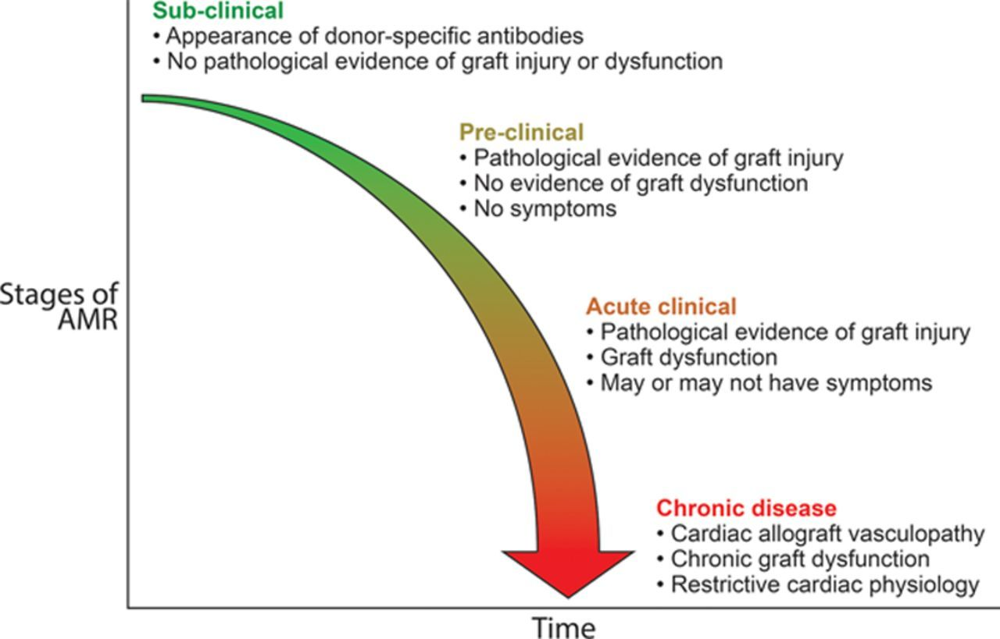 Sub-clinical
• Appearance of donor-specific antibodies
• No pathological evidence of graft injury or dysfunction
Pre-clinical
• Pathological evidence of graft injury
• No evidence of graft dysfunction
• No symptoms
Stages of
AMR
Acute clinical
• Pathological evidence of graft injury
• Graft dysfunction
• May or may not have symptoms
Chronic disease
• Cardiac allograft vasculopathy
• Chronic graft dysfunction
• Restrictive cardiac physiology
Time